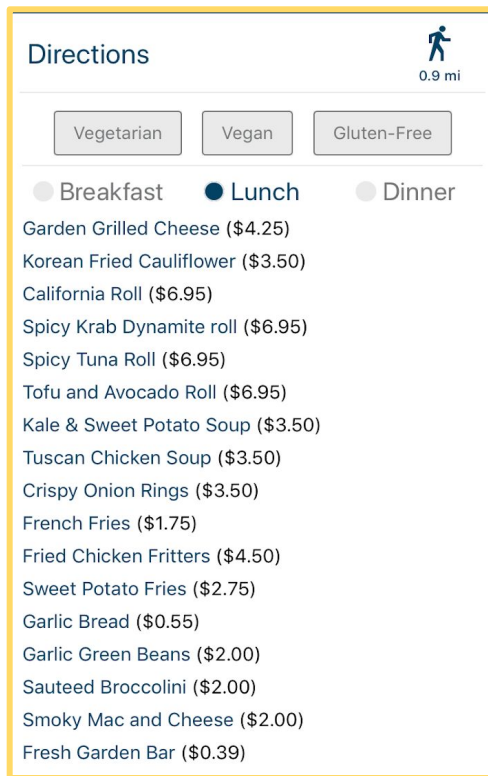 Directions
0.9 mi
Vegetarian Vegan Gluten-Free
Breakfast Lunch Dinner
Garden Grilled Cheese ($4.25)
Korean Fried Cauliflower ($3.50)
California Roll ($6.95)
Spicy Krab Dynamite roll ($6.95)
Spicy Tuna Roll ($6.95)
Tofu and Avocado Roll ($6.95)
Kale & Sweet Potato Soup ($3.50)
Tuscan Chicken Soup ($3.50)
Crispy Onion Rings ($3.50)
French Fries ($1.75)
Fried Chicken Fritters ($4.50)
Sweet Potato Fries ($2.75)
Garlic Bread ($0.55)
Garlic Green Beans ($2.00)
Sauteed Broccolini ($2.00)
Smoky Mac and Cheese ($2.00)
Fresh Garden Bar ($0.39)